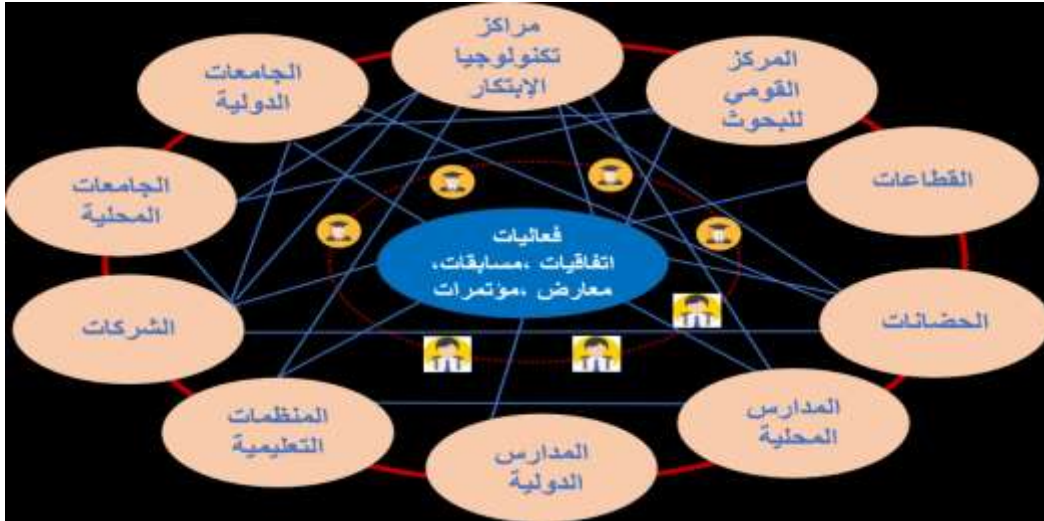 مراكز
تكنولوجيا
الإبتكار
المركز
القومي
للبحوث
القطاعات
الحضانات
المدارس
المحلية
المدارس
الدولية
المنظمات
التعليمية
الشركات
الجامعات
المحلية
الجامعات
الدولية
فعاليات
اتفاقيات ،مسابقات،
معارض ،مؤتمرات